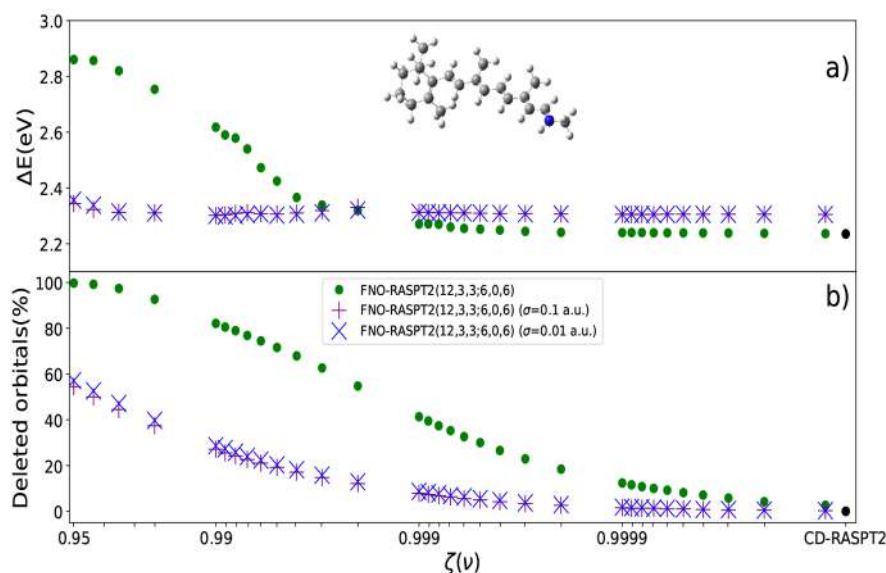 3.0
a)
2.8
2.6
ΔE(eV)
2.4
2.2
b)
100
FNO-RASPT2(12,3,3;6,0,6)
FNO-RASPT2(12,3,3;6,0,6) (σ=0.1 a.u.)
FNO-RASPT2(12,3,3;6,0,6) (σ=0.01 a.u.)
80
60
Deleted orbitals(%)
40
20
0
0.95 0.99 0.999 0.9999 CD-RASPT2
ζ(ν)